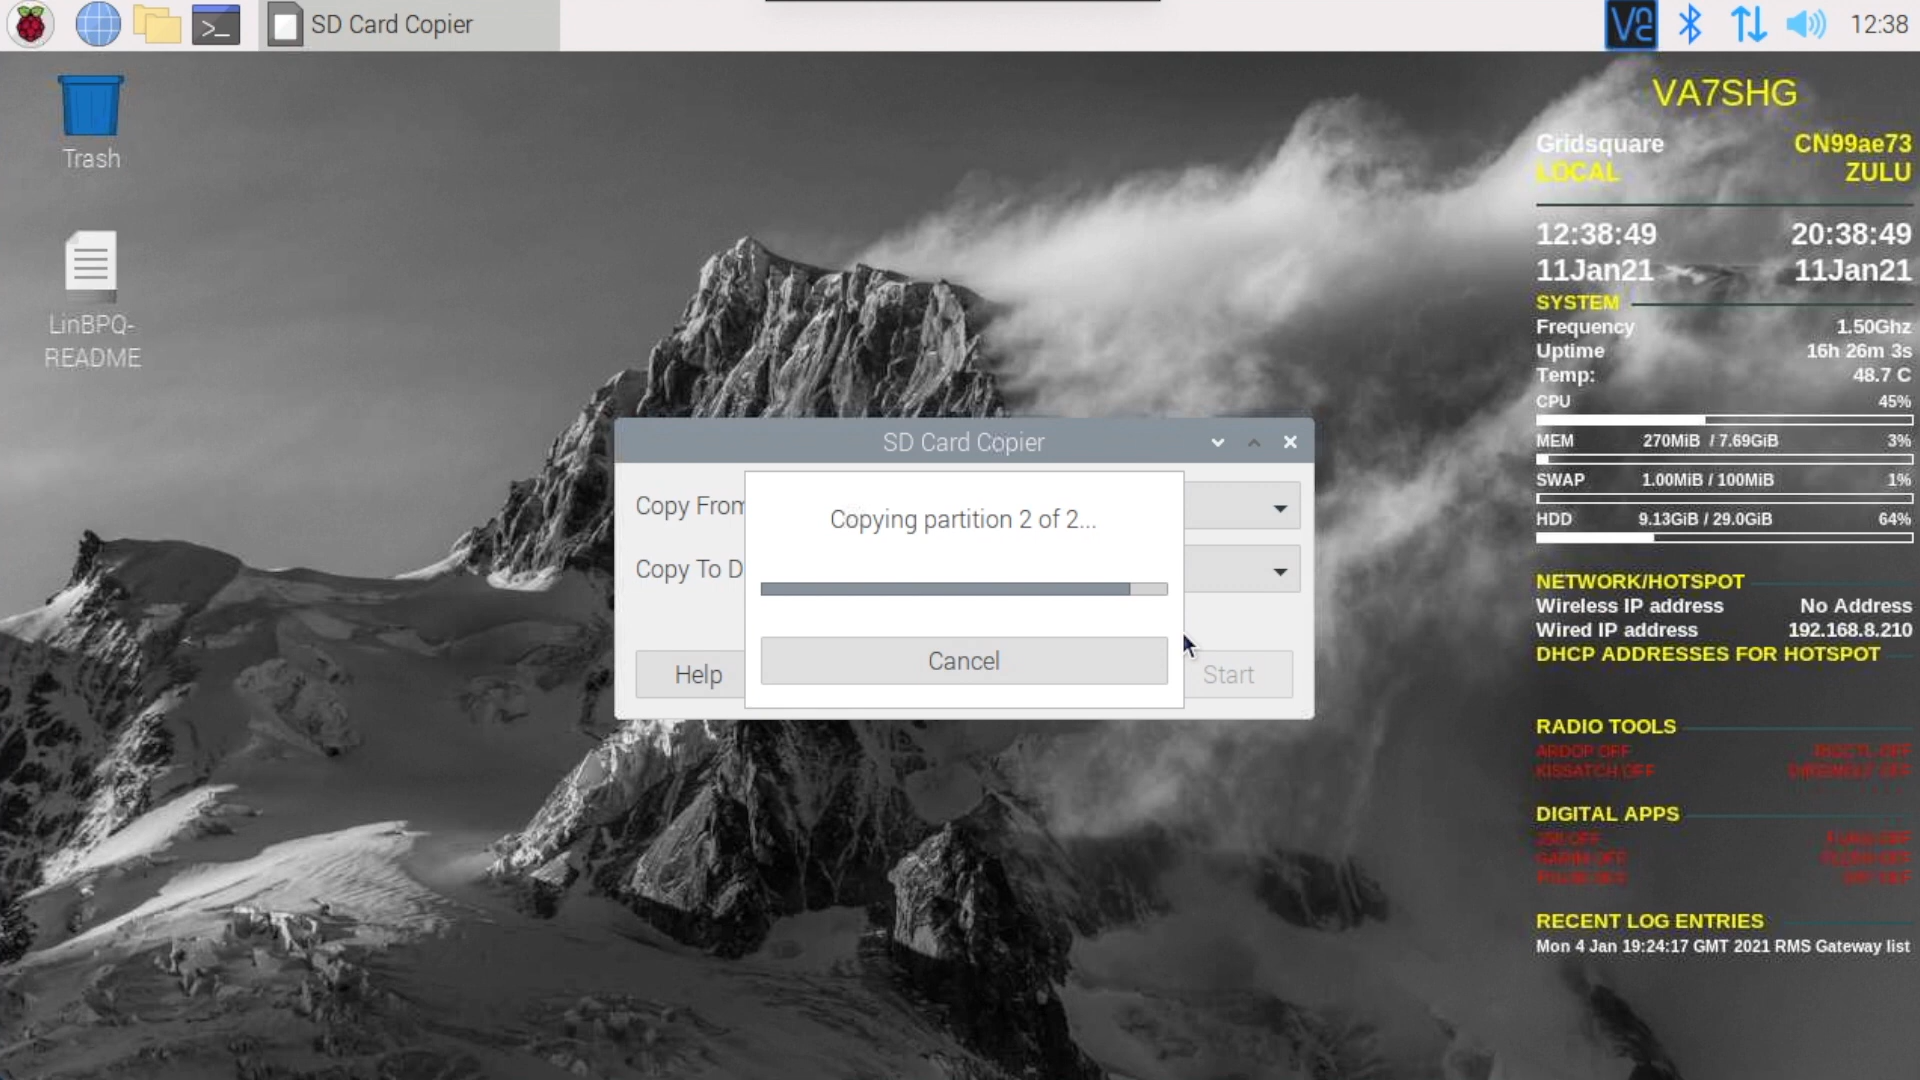 SD Card Copier
12:38
Trash
LinBPQ-
README
VA7SHG
Gridsquare CN99ae73
LOCAL ZULU
12:38:49 20:38:49
11Jan21 11Jan21
SYSTEM
Frequency 1.50Ghz
Uptime 16h 26m 3s
Temp: 48.7 C
CPU 45%
MEM 270MiB / 7.69GiB 3%
SWAP 1.00MiB / 100MiB 1%
HDD 9.13GiB / 29.0GiB 64%
SD Card Copier
Copy From
Copying partition 2 of 2...
Copy To D
Cancel
Help
Start
NETWORK/HOTSPOT
Wireless IP address No Address
Wired IP address 192.168.8.210
DHCP ADDRESSES FOR HOTSPOT
RADIO TOOLS
ARDOP OFF
KISSATCH OFF
DIGITAL APPS
RECENT LOG ENTRIES
Mon 4 Jan 19:24:17 GMT 2021 RMS Gateway list